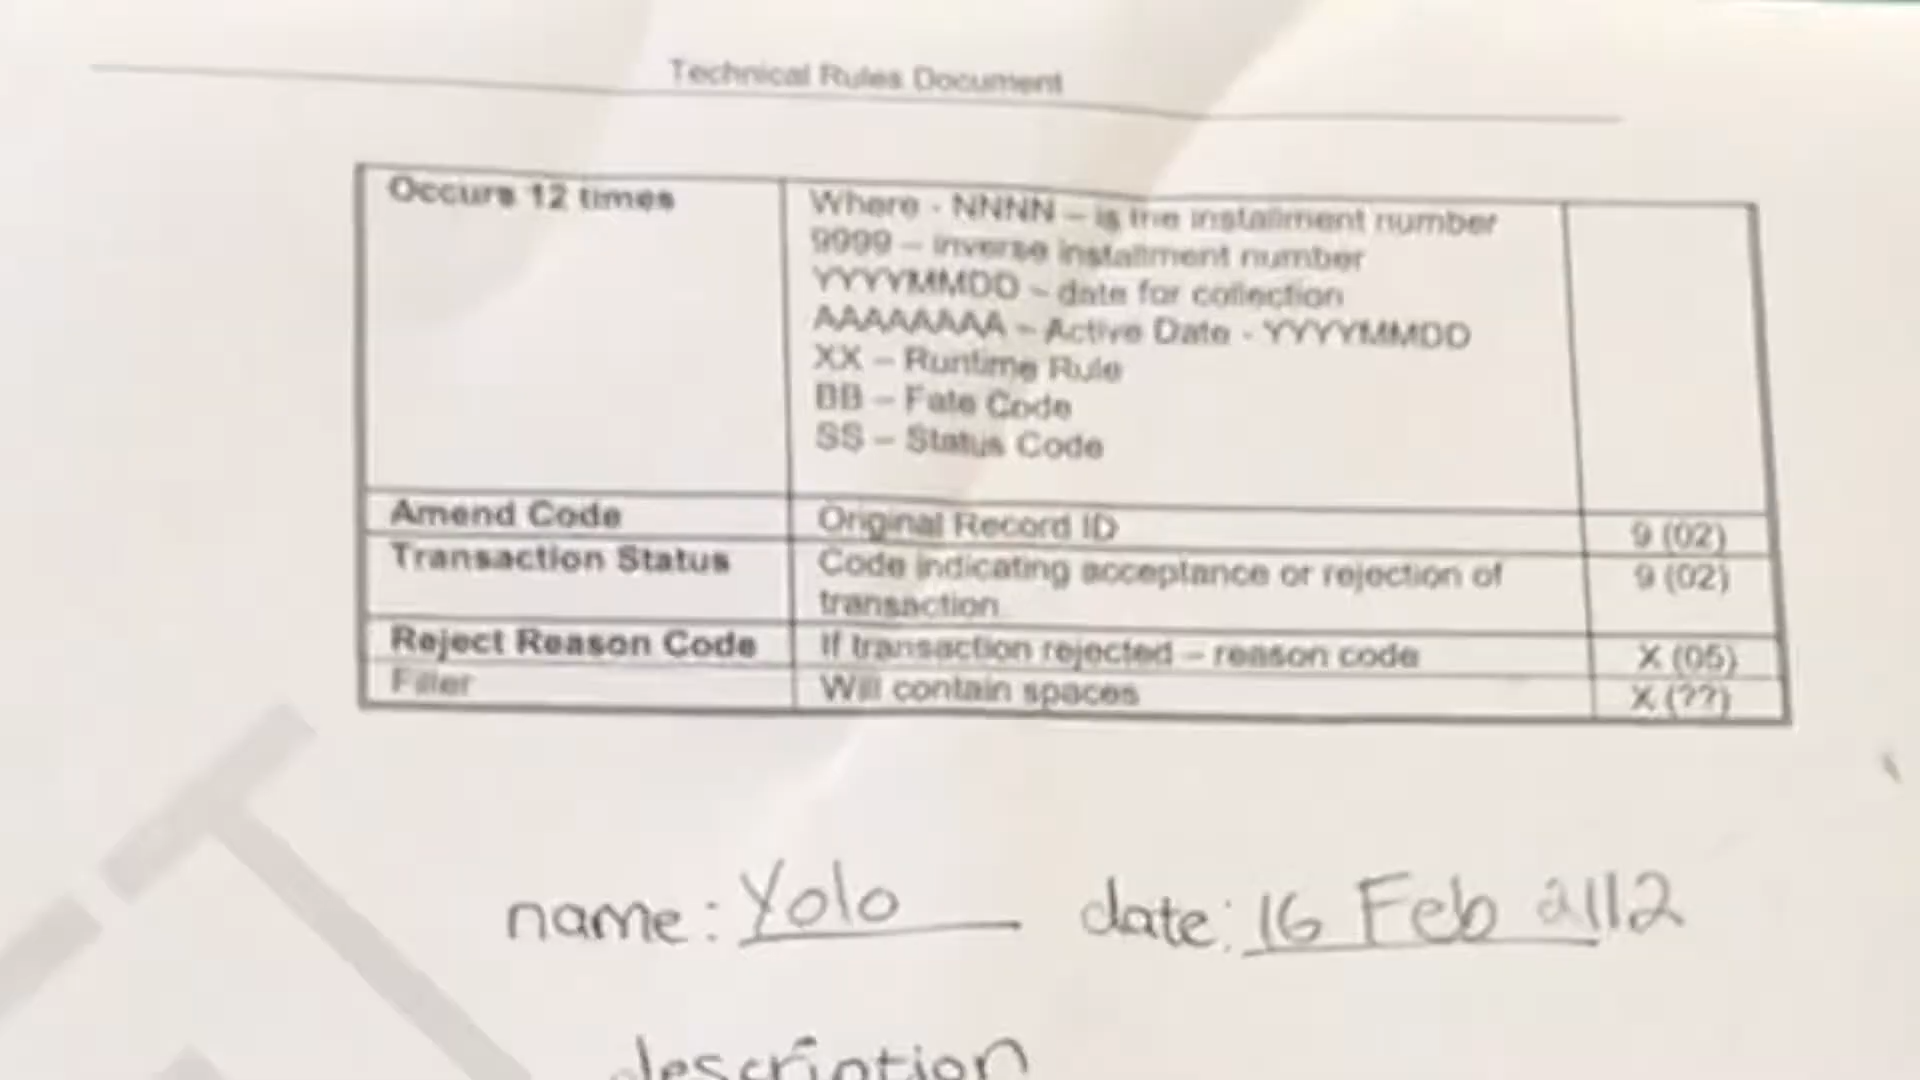 Technical Rules Document
Occurs 12 times
Where - NNNN – is the installment number
9999 – inverse installment number
YYYYMMDD – date for collection
AAAAAAAA – Active Date - YYYYMMDD
XX – Runtime Rule
BB – Fate Code
SS – Status Code
Amend Code Original Record ID 9 (02)
Transaction Status Code indicating acceptance or rejection of 9 (02)
transaction
Reject Reason Code If transaction rejected – reason code X (05)
Filler Will contain spaces X (??)
name: Yolo date: 16 Feb 2112
description